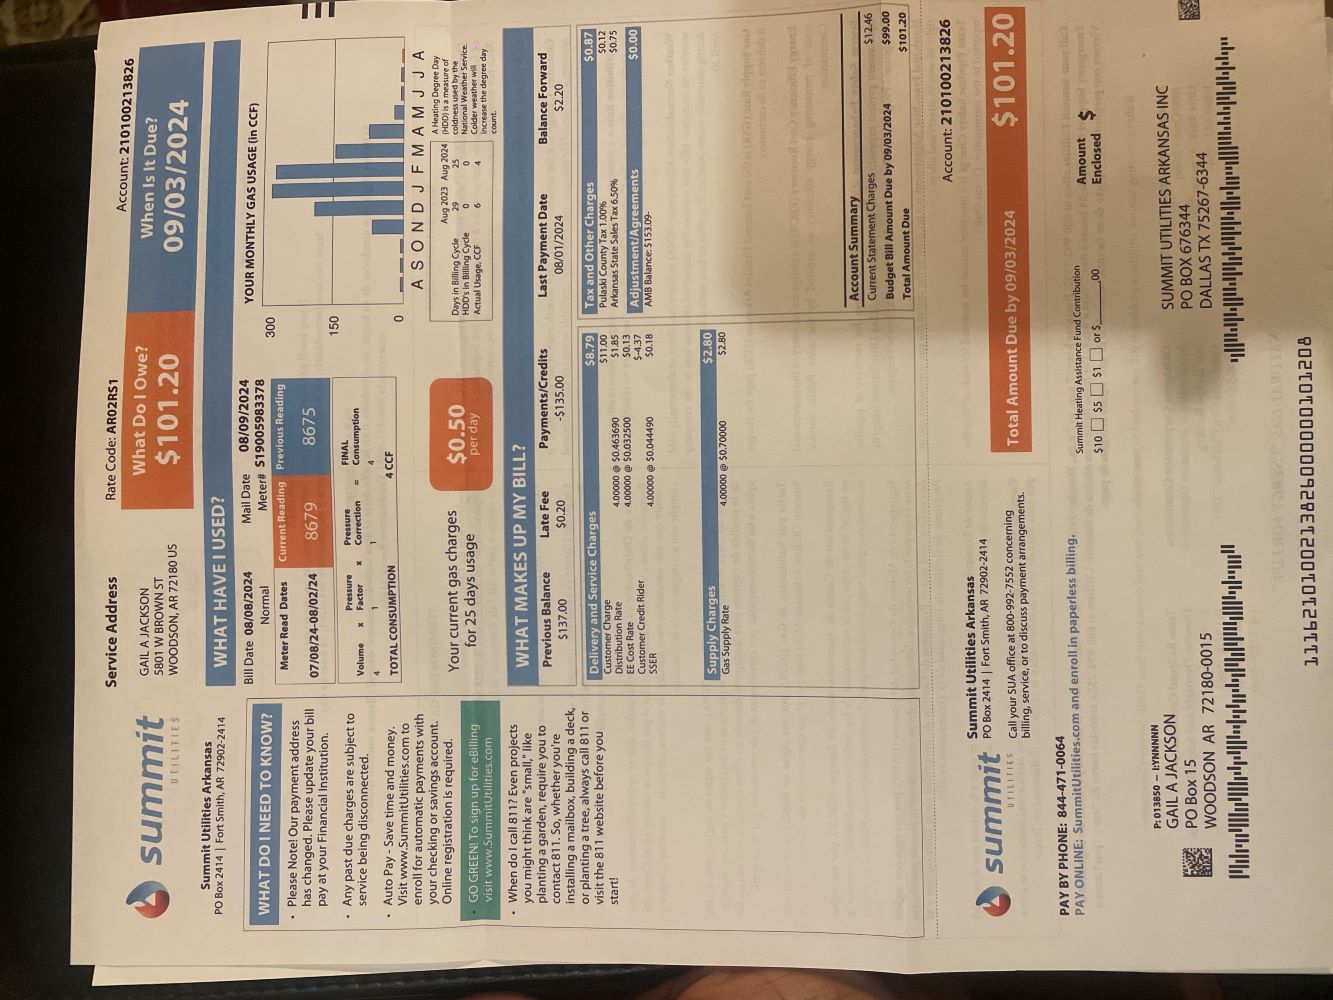 Service Address
Rate Code: AR02RS1
Account: 210100213826
summit
UTILITIES
GAIL A JACKSON
5801 W BROWN ST
WOODSON, AR 72180 US
What Do I Owe?
$101.20
When Is It Due?
09/03/2024
Summit Utilities Arkansas
PO Box 2414 | Fort Smith, AR 72902-2414
WHAT DO I NEED TO KNOW?
• Please Note! Our payment address
has changed. Please update your bill
pay at your Financial Institution.
• Any past due charges are subject to
service being disconnected.
• Auto Pay - Save time and money.
Visit www.SummitUtilities.com to
enroll for automatic payments with
your checking or savings account.
Online registration is required.
• GO GREEN! To sign up for eBilling
visit www.SummitUtilities.com
• When do I call 811? Even projects
you might think are "small," like
planting a garden, require you to
contact 811. So, whether you're
installing a mailbox, building a deck,
or planting a tree, always call 811 or
visit the 811 website before you
start!
WHAT HAVE I USED?
Bill Date 08/08/2024
Mail Date 08/09/2024
Normal
Meter# S19005983378
Meter Read Dates Current Reading Previous Reading
07/08/24-08/02/24 8679 8675
Volume x Pressure Factor x Pressure Correction = FINAL Consumption
4 1 1 4
TOTAL CONSUMPTION 4 CCF
YOUR MONTHLY GAS USAGE (in CCF)
300
150
0
A S O N D J F M A M J J A
Your current gas charges
for 25 days usage
$0.50
per day
Aug 2023 Aug 2024
Days in Billing Cycle 29 25
HDD's in Billing Cycle 0 0
Actual Usage, CCF 6 4
A Heating Degree Day
(HDD) is a measure of
coldness used by the
National Weather Service.
Colder weather will
increase the degree day
count.
WHAT MAKES UP MY BILL?
Previous Balance Late Fee Payments/Credits Last Payment Date Balance Forward
$137.00 $0.20 -$135.00 08/01/2024 $2.20
Delivery and Service Charges $8.79
Customer Charge $11.00
Distribution Rate 4.00000 @ $0.463690 $1.85
EE Cost Rate 4.00000 @ $0.032500 $0.13
Customer Credit Rider $-4.37
SSER 4.00000 @ $0.044490 $0.18
Supply Charges $2.80
Gas Supply Rate 4.00000 @ $0.70000 $2.80
Tax and Other Charges $0.87
Pulaski County Tax 1.00% $0.12
Arkansas State Sales Tax 6.50% $0.75
Adjustment/Agreements $0.00
AMB Balance: $153.09-
Account Summary
Current Statement Charges $12.46
Budget Bill Amount Due by 09/03/2024 $99.00
Total Amount Due $101.20
Account: 210100213826
summit
UTILITIES
Summit Utilities Arkansas
PO Box 2414 | Fort Smith, AR 72902-2414
Call your SUA office at 800-992-7552 concerning
billing, service, or to discuss payment arrangements.
Total Amount Due by 09/03/2024 $101.20
PAY BY PHONE: 844-471-0064
PAY ONLINE: SummitUtilities.com and enroll in paperless billing.
Summit Heating Assistance Fund Contribution
$10 $5 $1 or $_______.00
Amount
Enclosed $
P: 013850 – I:YNNNNN
GAIL A JACKSON
PO Box 15
WOODSON AR 72180-0015
SUMMIT UTILITIES ARKANSAS INC
PO BOX 676344
DALLAS TX 75267-6344
1116210100213826000000101208